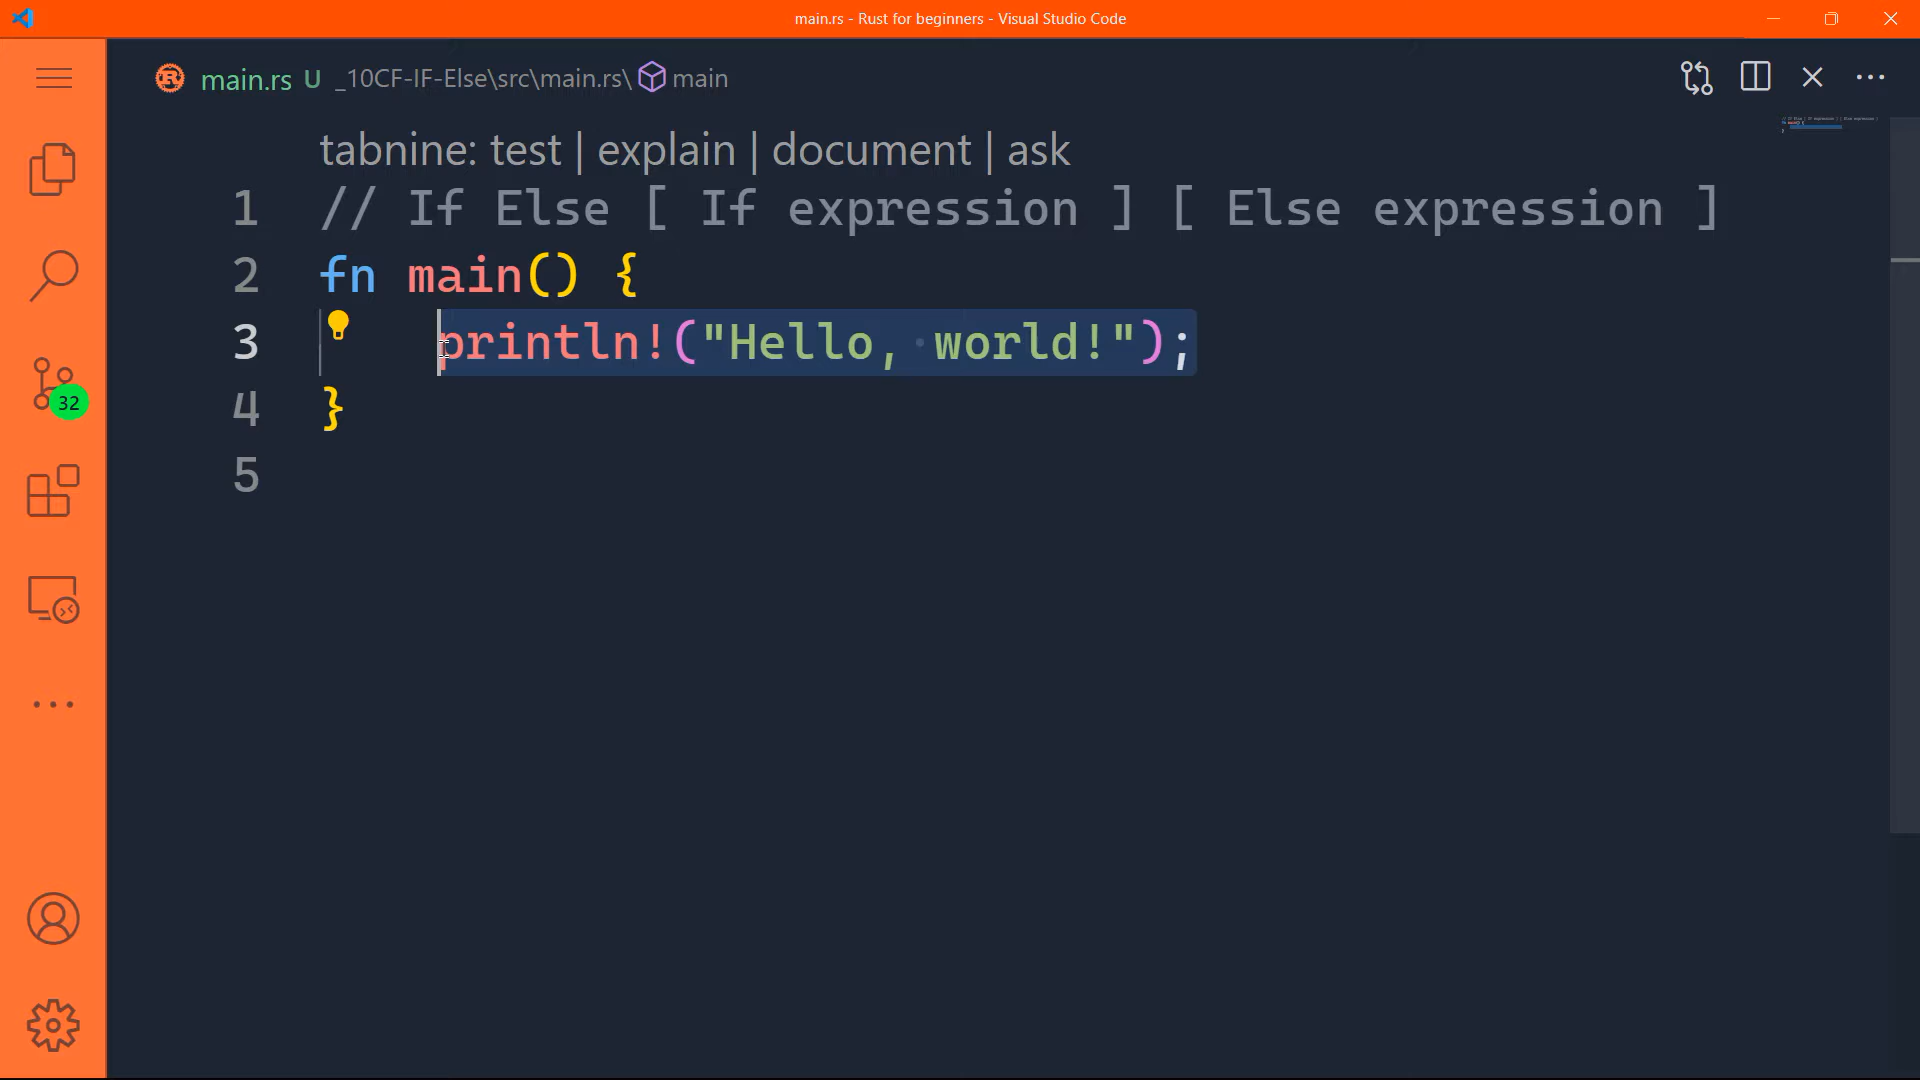 main.rs - Rust for beginners - Visual Studio Code
main.rs U _10CF-IF-Else\src\main.rs\ main
tabnine: test | explain | document | ask
1 // If Else [ If expression ] [ Else expression ]
2 fn main() {
3 println!("Hello, world!");
4 }
5
32